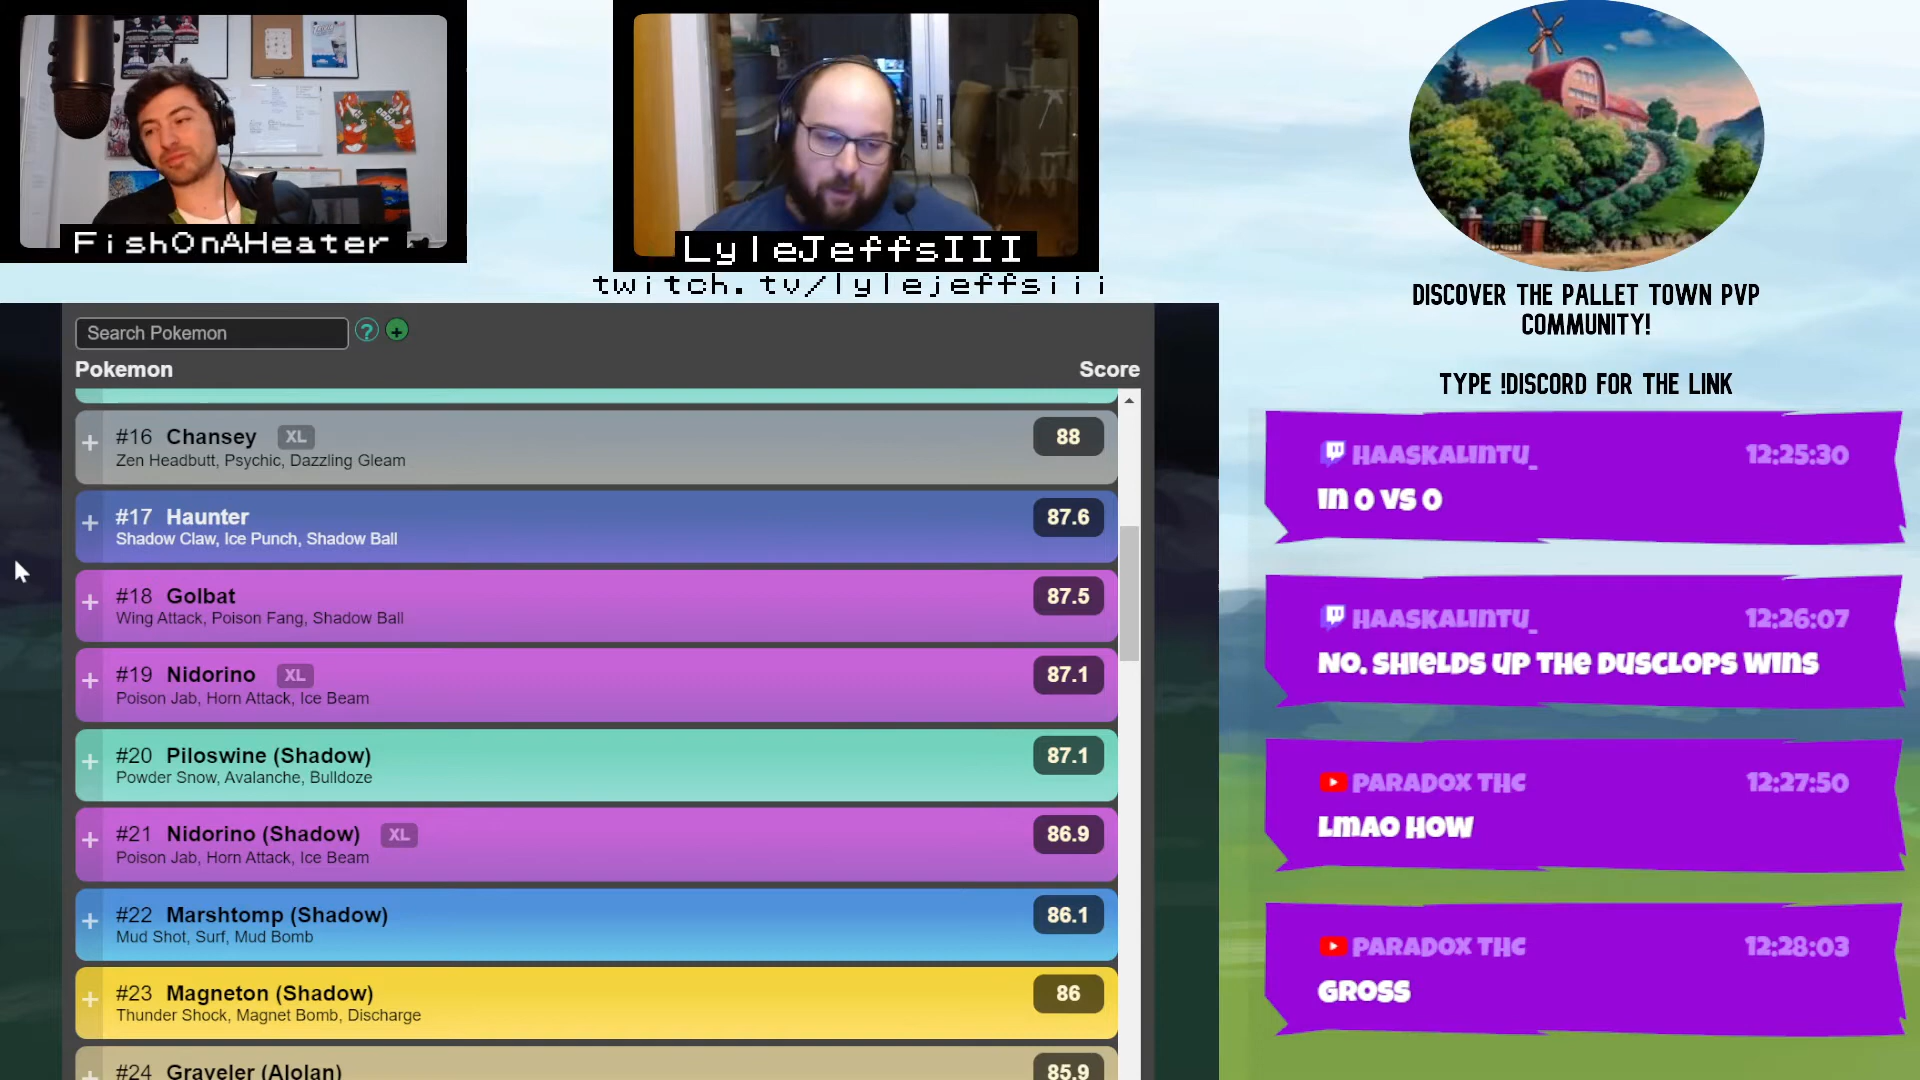 FishOnAHeater
LyleJeffsIII
twitch.tv/lylejeffsiii
DISCOVER THE PALLET TOWN PVP
COMMUNITY!
TYPE !DISCORD FOR THE LINK
Search Pokemon
?
+
Pokemon
Score
+ #16 Chansey XL 88
Zen Headbutt, Psychic, Dazzling Gleam
+ #17 Haunter 87.6
Shadow Claw, Ice Punch, Shadow Ball
+ #18 Golbat 87.5
Wing Attack, Poison Fang, Shadow Ball
+ #19 Nidorino XL 87.1
Poison Jab, Horn Attack, Ice Beam
+ #20 Piloswine (Shadow) 87.1
Powder Snow, Avalanche, Bulldoze
+ #21 Nidorino (Shadow) XL 86.9
Poison Jab, Horn Attack, Ice Beam
+ #22 Marshtomp (Shadow) 86.1
Mud Shot, Surf, Mud Bomb
+ #23 Magneton (Shadow) 86
Thunder Shock, Magnet Bomb, Discharge
+ #24 Graveler (Alolan) 85.9
HAASKALINTU_ 12:25:30
In 0 vs 0
HAASKALINTU_ 12:26:07
No. Shields up the Dusclops wins
PARADOX THC 12:27:50
Lmao how
PARADOX THC 12:28:03
Gross